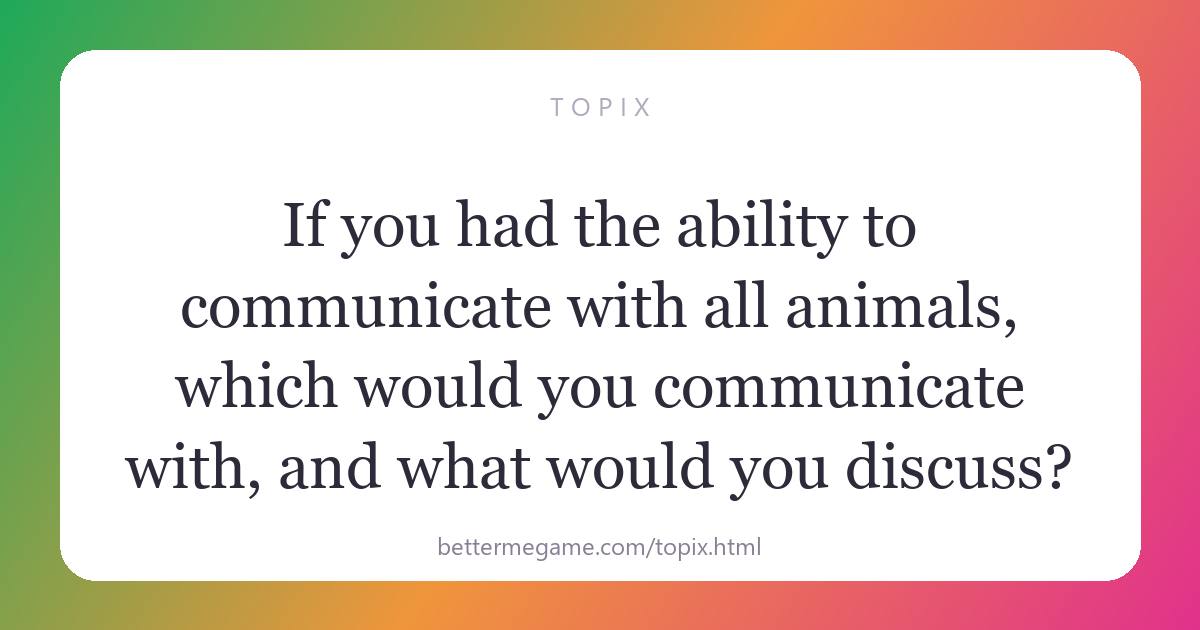 TOPIX
If you had the ability to
communicate with all animals,
which would you communicate
with, and what would you discuss?
bettermegame.com/topix.html